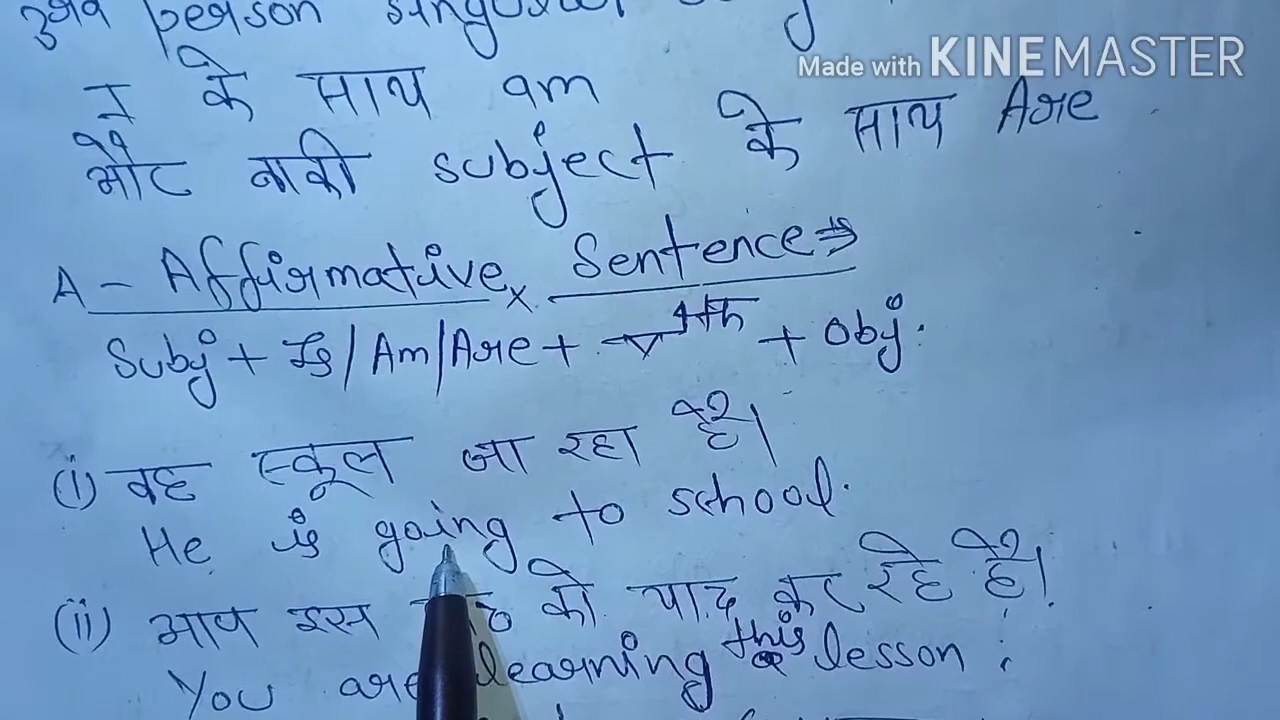 person singular
Made with KINEMASTER
I के साथ am
और बाकी subject के साथ Are
A - Affirmative Sentence ⇒
Subj + Is/Am/Are + V 4th + Obj.
(i) वह स्कूल जा रहा है।
He is going to school.
(ii) आप इस को याद कर रहे है।
You are learning this lesson :